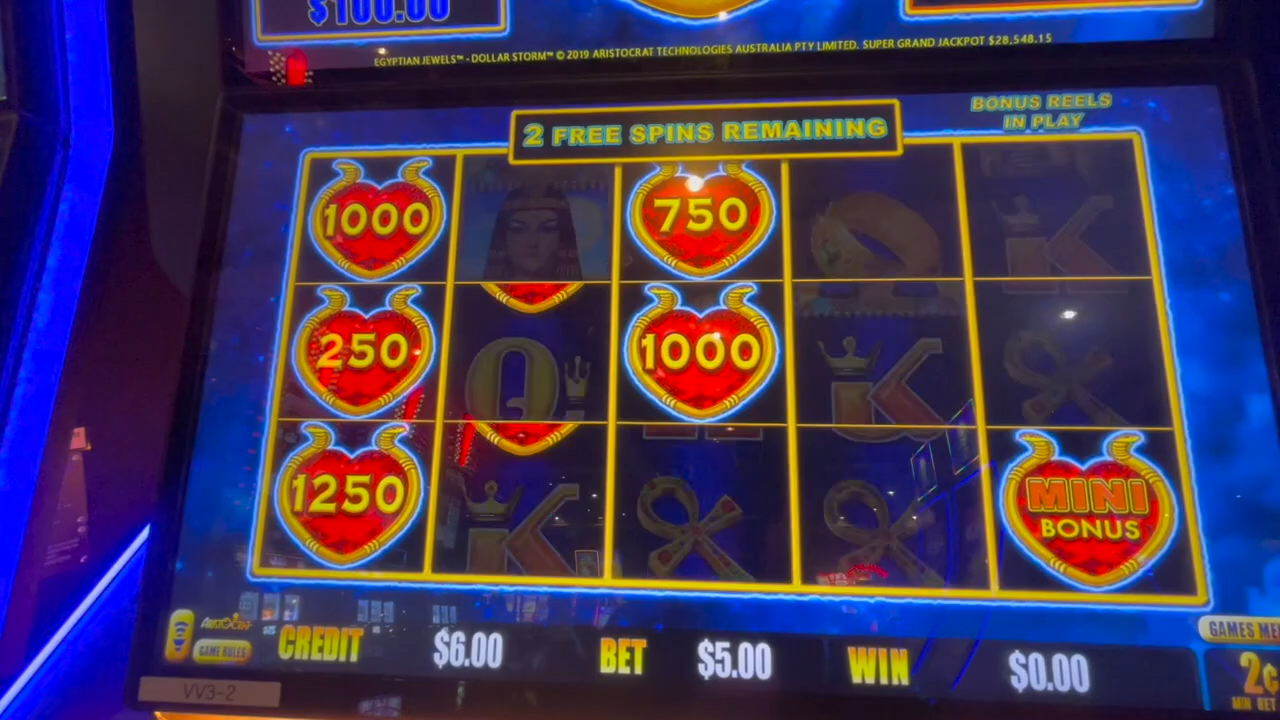 $100.00
EGYPTIAN JEWELS™ - DOLLAR STORM™ © 2019 ARISTOCRAT TECHNOLOGIES AUSTRALIA PTY LIMITED. SUPER GRAND JACKPOT $28,548.15
BONUS REELS
IN PLAY
2 FREE SPINS REMAINING
1000
750
K
250
Q
1000
K
1250
K
MINI
BONUS
ARISTOCRAT
GAME RULES
CREDIT $6.00 BET $5.00 WIN $0.00
GAMES
2¢
MIN BET
VV3-2